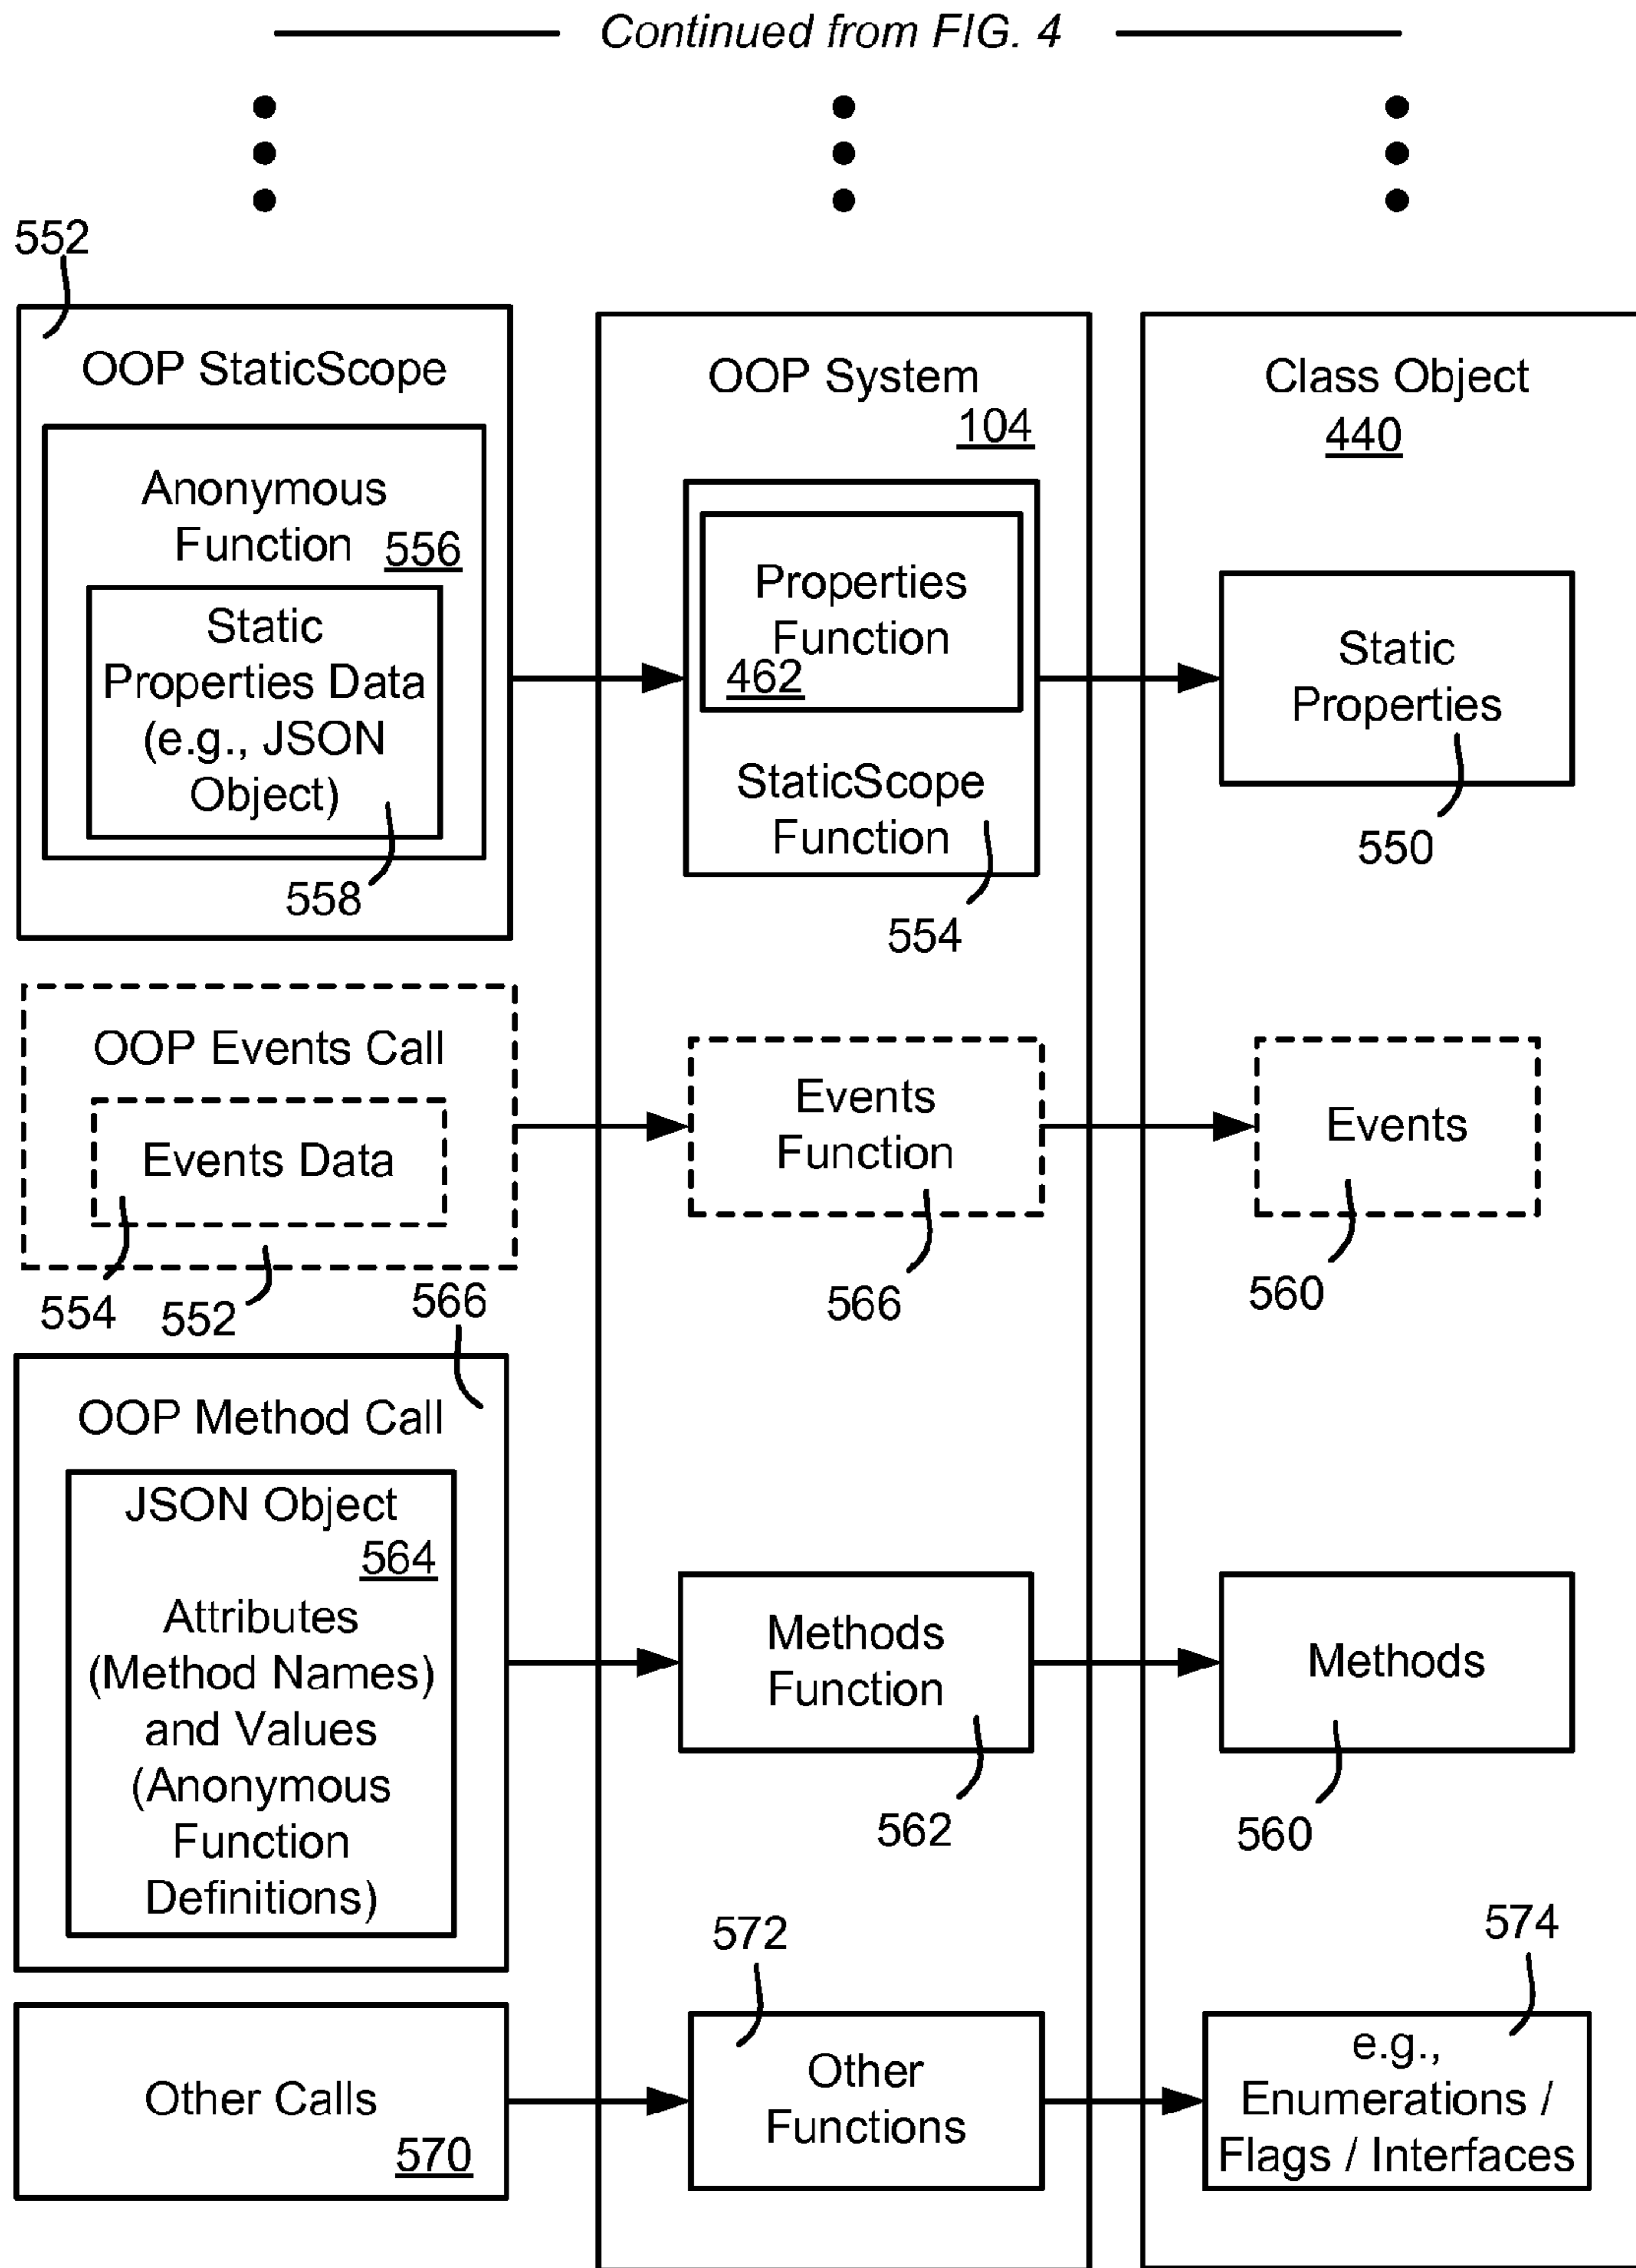 Continued from FIG. 4
552
OOP StaticScope
Anonymous
Function 556
Static
Properties Data
(e.g., JSON
Object)
558
OOP System
104
Properties
Function
462
StaticScope
Function
554
Class Object
440
Static
Properties
550
OOP Events Call
Events Data
554
552
Events
Function
566
Events
560
566
OOP Method Call
JSON Object
564
Attributes
(Method Names)
and Values
(Anonymous
Function
Definitions)
Methods
Function
562
Methods
560
Other Calls
570
572
Other
Functions
574
e.g.,
Enumerations /
Flags / Interfaces